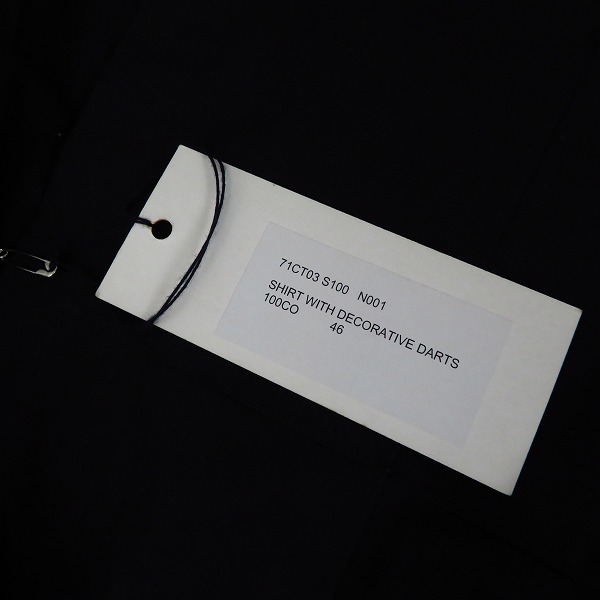 71CT03 S100 N001
SHIRT WITH DECORATIVE DARTS
100CO 46